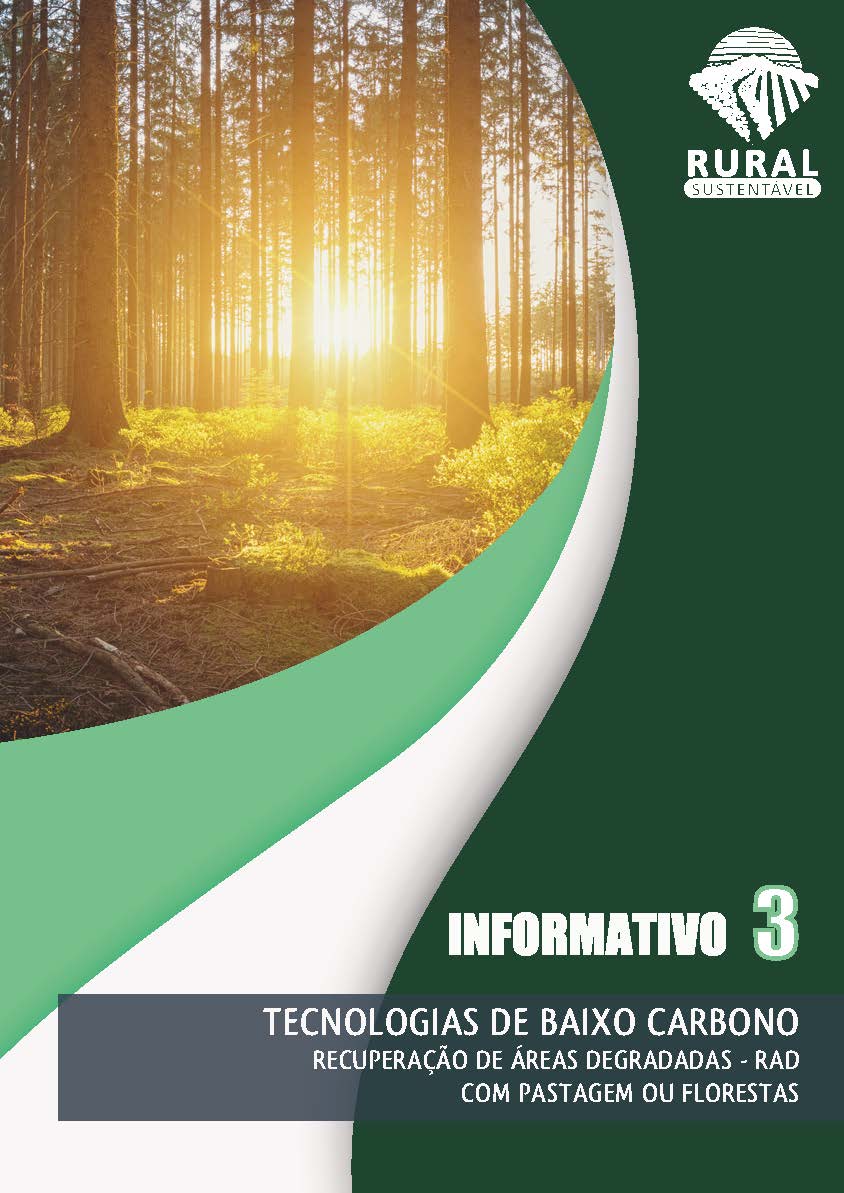 RURAL
SUSTENTÁVEL
INFORMATIVO 3
TECNOLOGIAS DE BAIXO CARBONO
RECUPERAÇÃO DE ÁREAS DEGRADADAS - RAD
COM PASTAGEM OU FLORESTAS